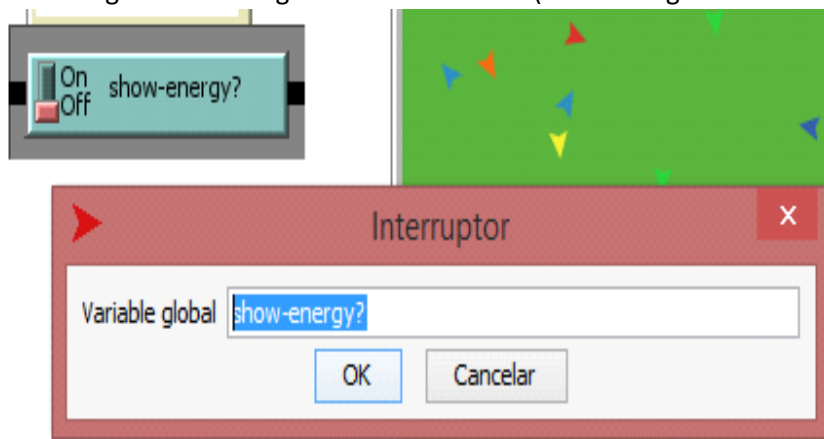 On
Off
show-energy?
Interruptor
x
Variable global show-energy?
OK
Cancelar